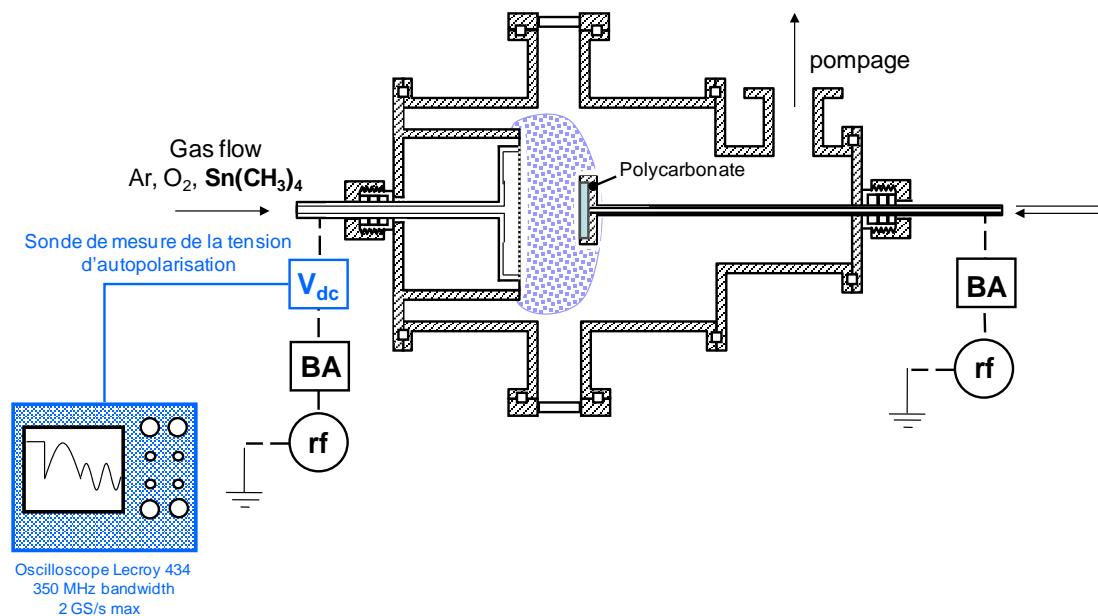 pompage
Gas flow
Ar, O2, Sn(CH3)4
Polycarbonate
Sonde de mesure de la tension
d'autopolarisation
Vdc
BA
BA
rf
rf
Oscilloscope Lecroy 434
350 MHz bandwidth
2 GS/s max